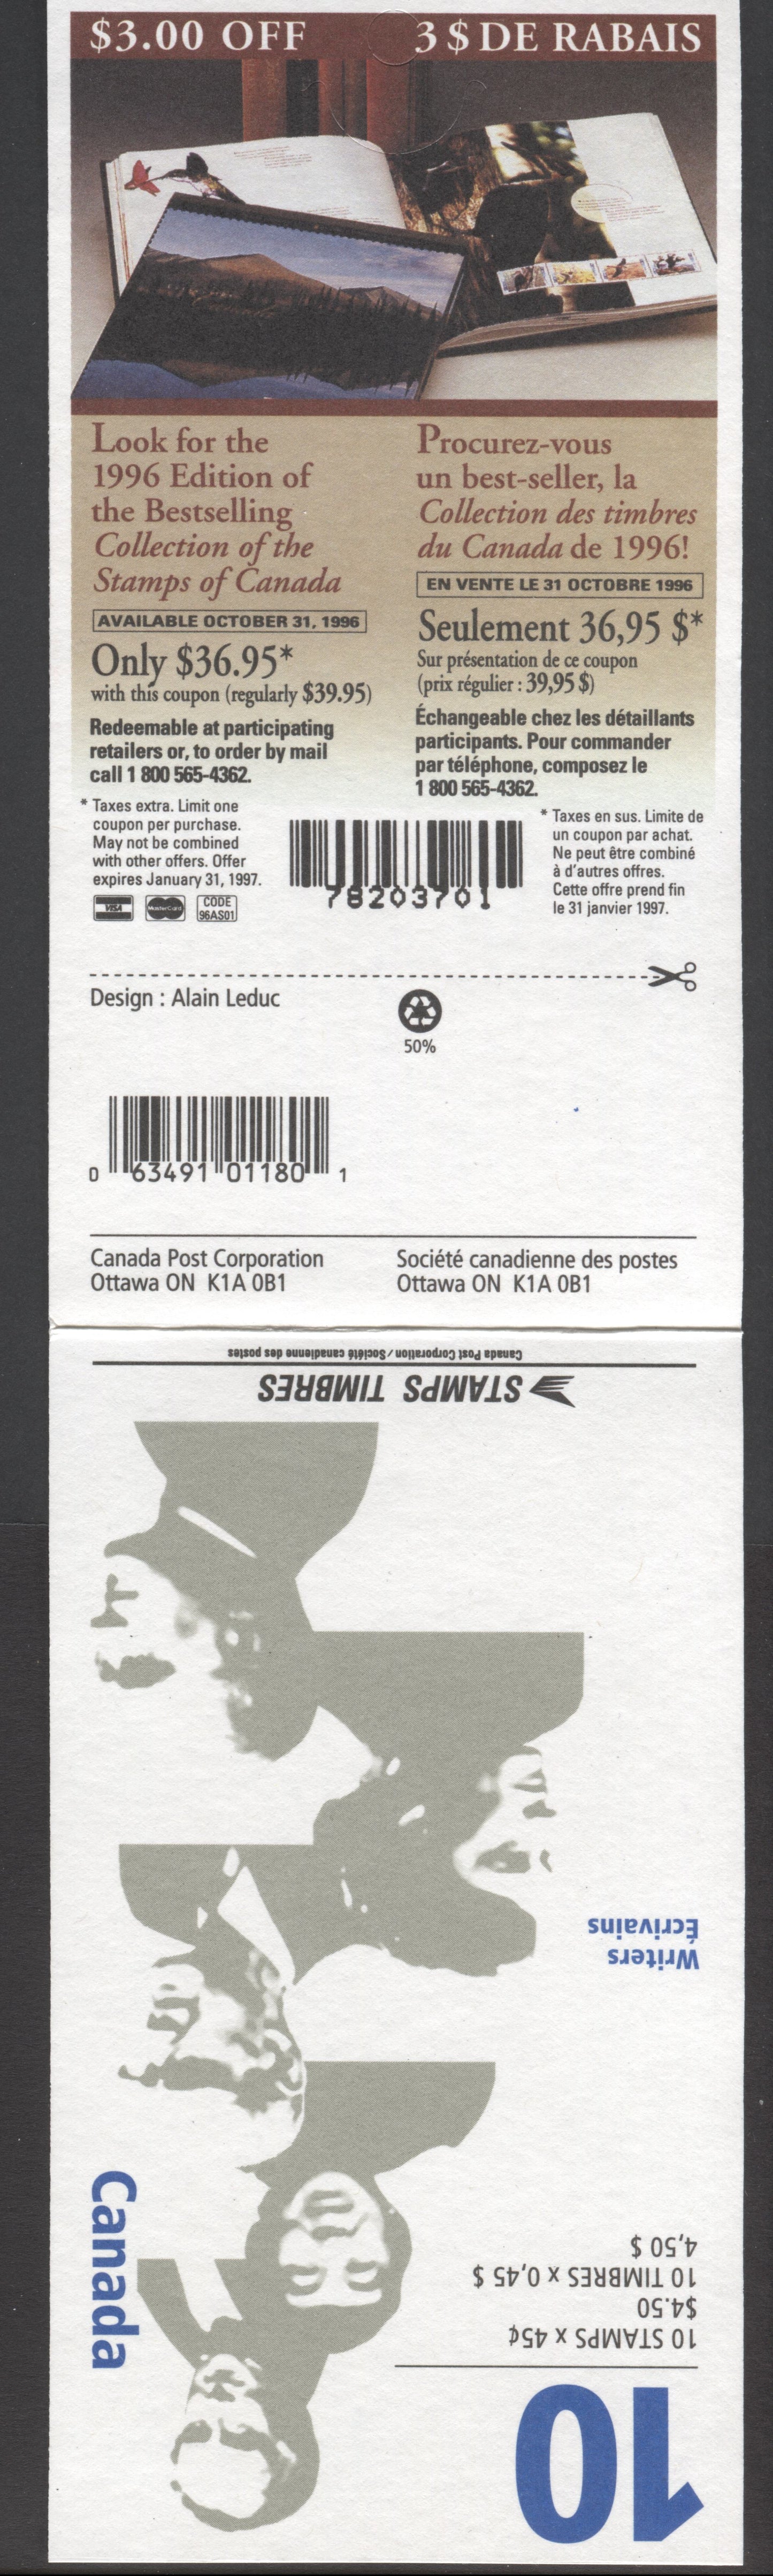 $3.00 OFF
3 $ DE RABAIS
Look for the
1996 Edition of
the Bestselling
Collection of the
Stamps of Canada
AVAILABLE OCTOBER 31, 1996
Only $36.95*
with this coupon (regularly $39.95)
Redeemable at participating
retailers or, to order by mail
call 1 800 565-4362.
* Taxes extra. Limit one
coupon per purchase.
May not be combined
with other offers. Offer
expires January 31, 1997.
VISA
MasterCard
CODE
96AS01
Procurez-vous
un best-seller, la
Collection des timbres
du Canada de 1996!
EN VENTE LE 31 OCTOBRE 1996
Seulement 36,95 $*
Sur présentation de ce coupon
(prix régulier : 39,95 $)
Échangeable chez les détaillants
participants. Pour commander
par téléphone, composez le
1 800 565-4362.
* Taxes en sus. Limite de
un coupon par achat.
Ne peut être combiné
à d'autres offres.
Cette offre prend fin
le 31 janvier 1997.
78203701
Design : Alain Leduc
50%
0 63491 01180 1
Canada Post Corporation
Ottawa ON K1A 0B1
Société canadienne des postes
Ottawa ON K1A 0B1
10
10 STAMPS x 45¢
$4.50
10 TIMBRES x 0,45 $
4,50 $
Canada
Writers
Écrivains
STAMPS TIMBRES
Canada Post Corporation / Société canadienne des postes